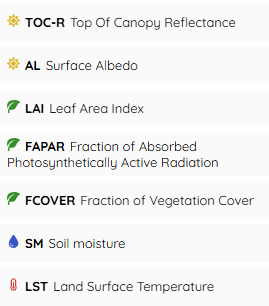 TOC-R Top Of Canopy Reflectance
AL Surface Albedo
LAI Leaf Area Index
FAPAR Fraction of Absorbed
Photosynthetically Active Radiation
FCOVER Fraction of Vegetation Cover
SM Soil moisture
LST Land Surface Temperature